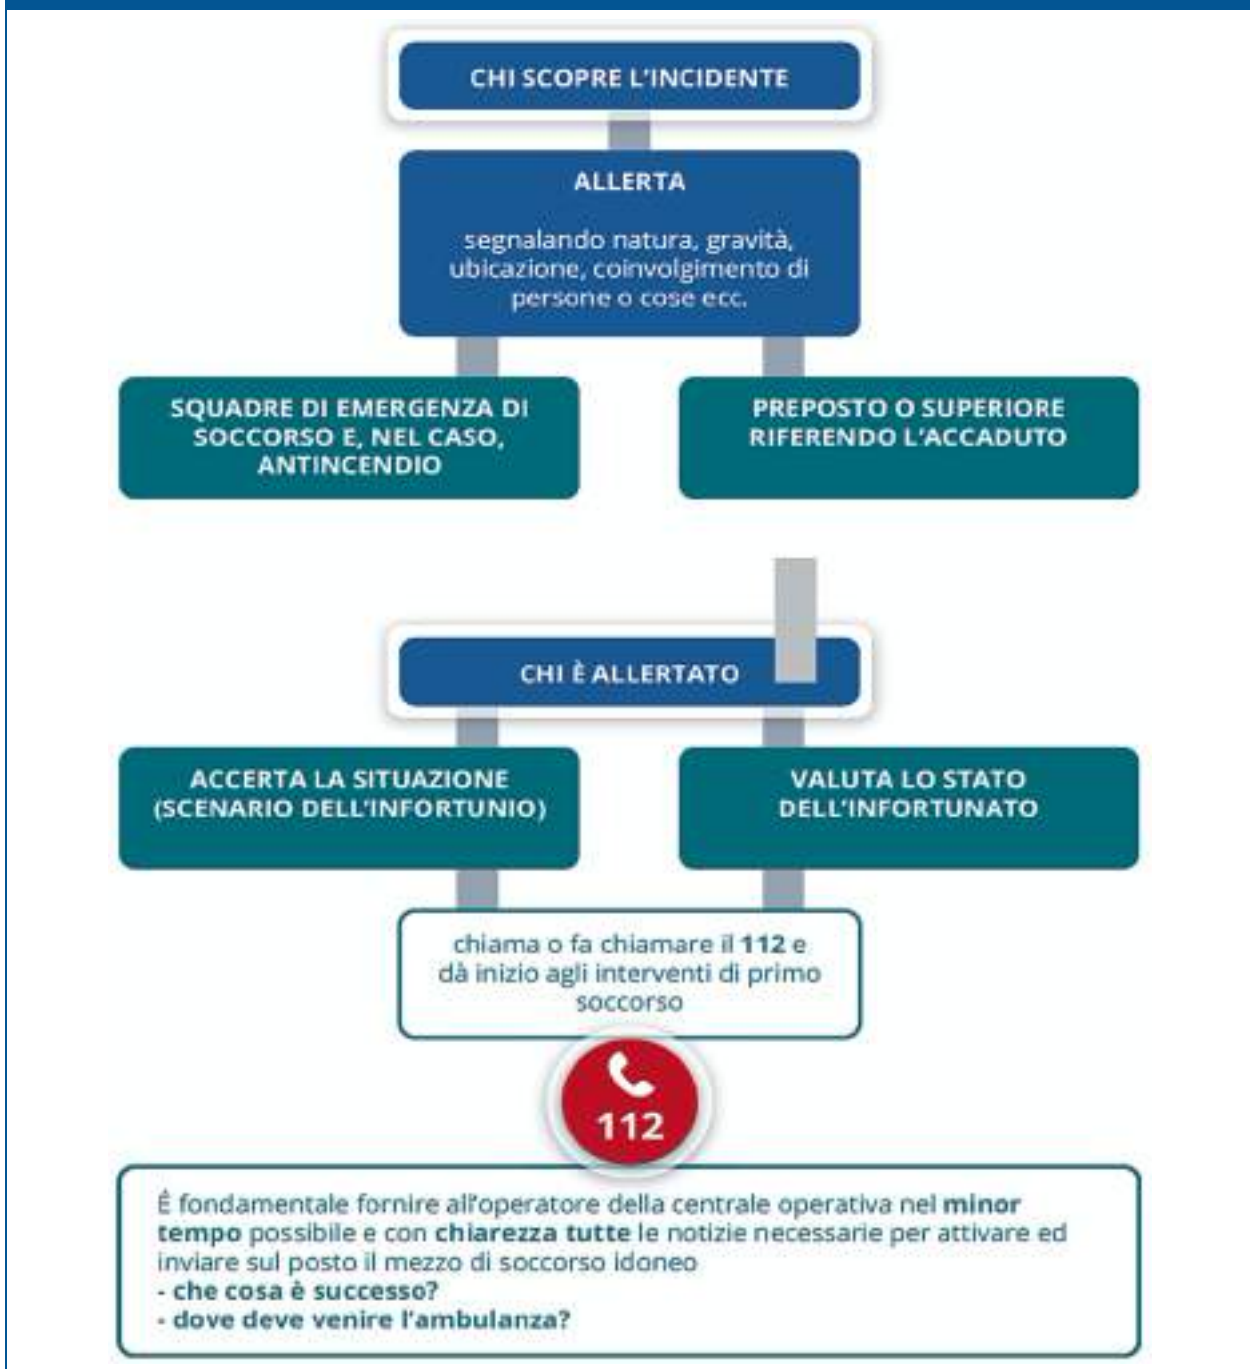 CHI SCOPRE L'INCIDENTE
ALLERTA
segnalando natura, gravità,
ubicazione, coinvolgimento di
persone o cose ecc.
SQUADRE DI EMERGENZA DI
SOCCORSO E, NEL CASO,
ANTINCENDIO
PREPOSTO O SUPERIORE
RIFERENDO L'ACCADUTO
CHI È ALLERTATO
ACCERTA LA SITUAZIONE
(SCENARIO DELL'INFORTUNIO)
VALUTA LO STATO
DELL'INFORTUNATO
chiama o fa chiamare il 112 e
dà inizio agli interventi di primo
soccorso
112
É fondamentale fornire all'operatore della centrale operativa nel minor
tempo possibile e con chiarezza tutte le notizie necessarie per attivare ed
inviare sul posto il mezzo di soccorso idoneo
- che cosa è successo?
- dove deve venire l'ambulanza?